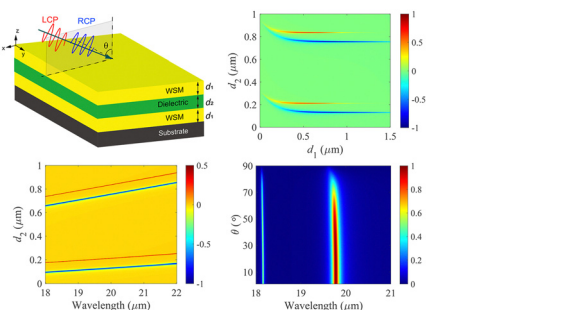 LCP
RCP
z
x
y
θ
WSM
d₁
Dielectric
d₂
WSM
d₁
Substrate
d₂ (μm)
1
0.8
0.6
0.4
0.2
0
0
0.5
1
1.5
d₁ (μm)
1
0.5
0
-0.5
-1
d₂ (μm)
1
0.8
0.6
0.4
0.2
0
18
19
20
21
22
Wavelength (μm)
0.5
0
-0.5
-1
θ (º)
90
70
50
30
10
18
19
20
21
Wavelength (μm)
1
0.8
0.6
0.4
0.2
0